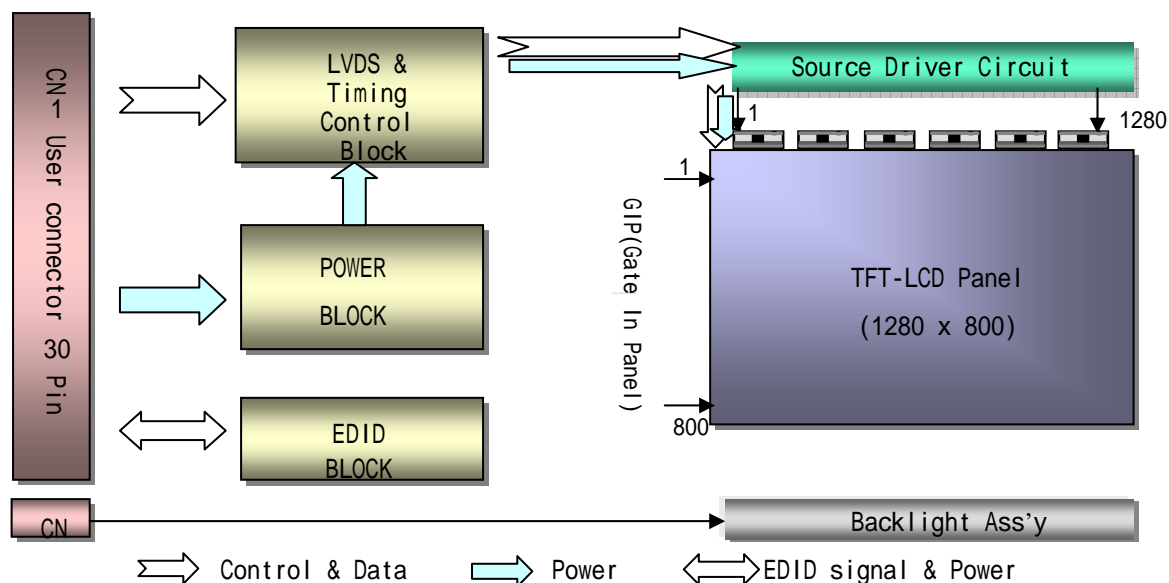 CN-1 User connector 30 Pin
LVDS &
Timing
Control
Block
Source Driver Circuit
1
1280
1
GIP(Gate In Panel)
800
TFT-LCD Panel
(1280 x 800)
POWER
BLOCK
EDID
BLOCK
CN
Backlight Ass’y
Control & Data
Power
EDID signal & Power